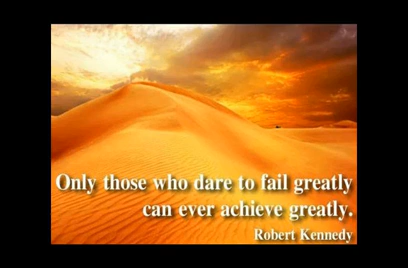 Only those who dare to fail greatly
can ever achieve greatly.
Robert Kennedy